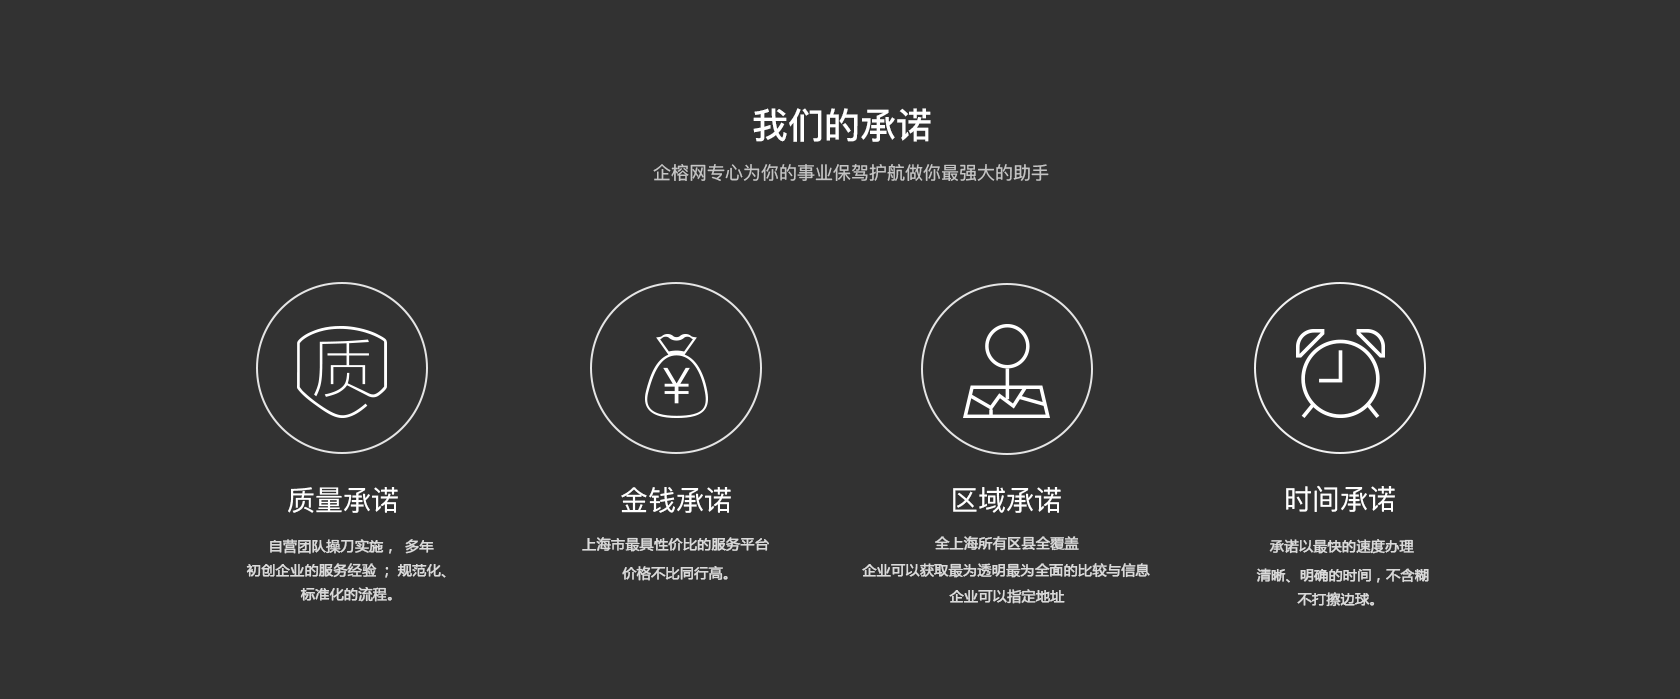 我们的承诺
企榕网专心为你的事业保驾护航做你最强大的助手
质
¥
质量承诺
自营团队操刀实施， 多年
初创企业的服务经验 ；规范化、
标准化的流程。
金钱承诺
上海市最具性价比的服务平台
价格不比同行高。
区域承诺
全上海所有区县全覆盖
企业可以获取最为透明最为全面的比较与信息
企业可以指定地址
时间承诺
承诺以最快的速度办理
清晰、明确的时间，不含糊
不打擦边球。